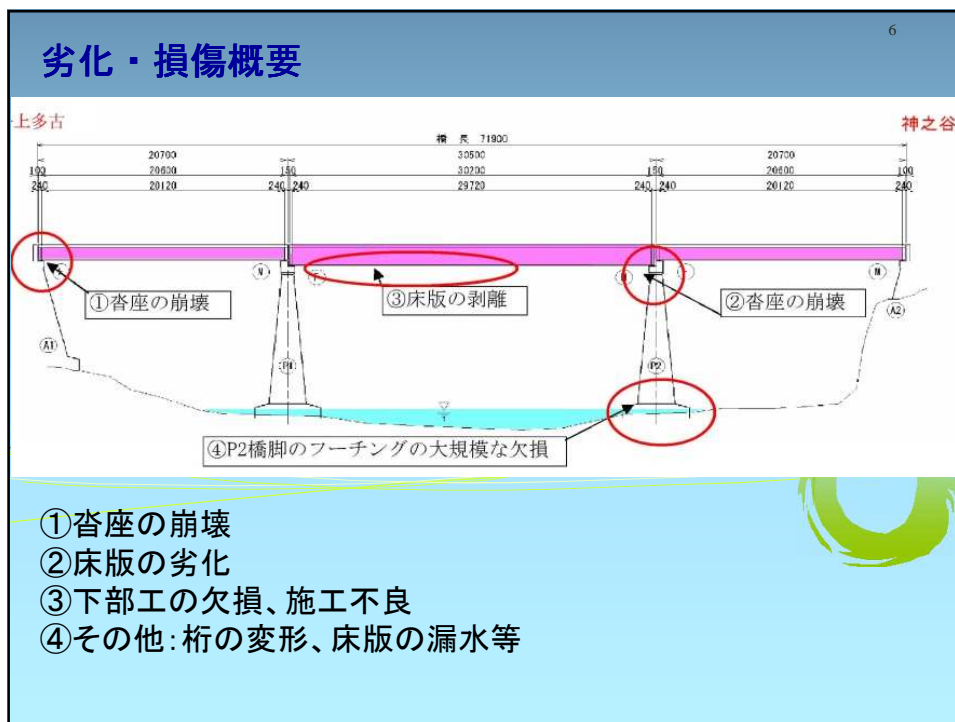 6
劣化・損傷概要
上多古
神之谷
橋 長 71900
20700 30500 20700
100 20600 150 30200 150 20600 100
240 20120 240 240 29720 240 240 20120 240
M M
①沓座の崩壊
③床版の剥離
②沓座の崩壊
A1
P1
P2
A2
④P2橋脚のフーチングの大規模な欠損
①沓座の崩壊
②床版の劣化
③下部工の欠損、施工不良
④その他:桁の変形、床版の漏水等